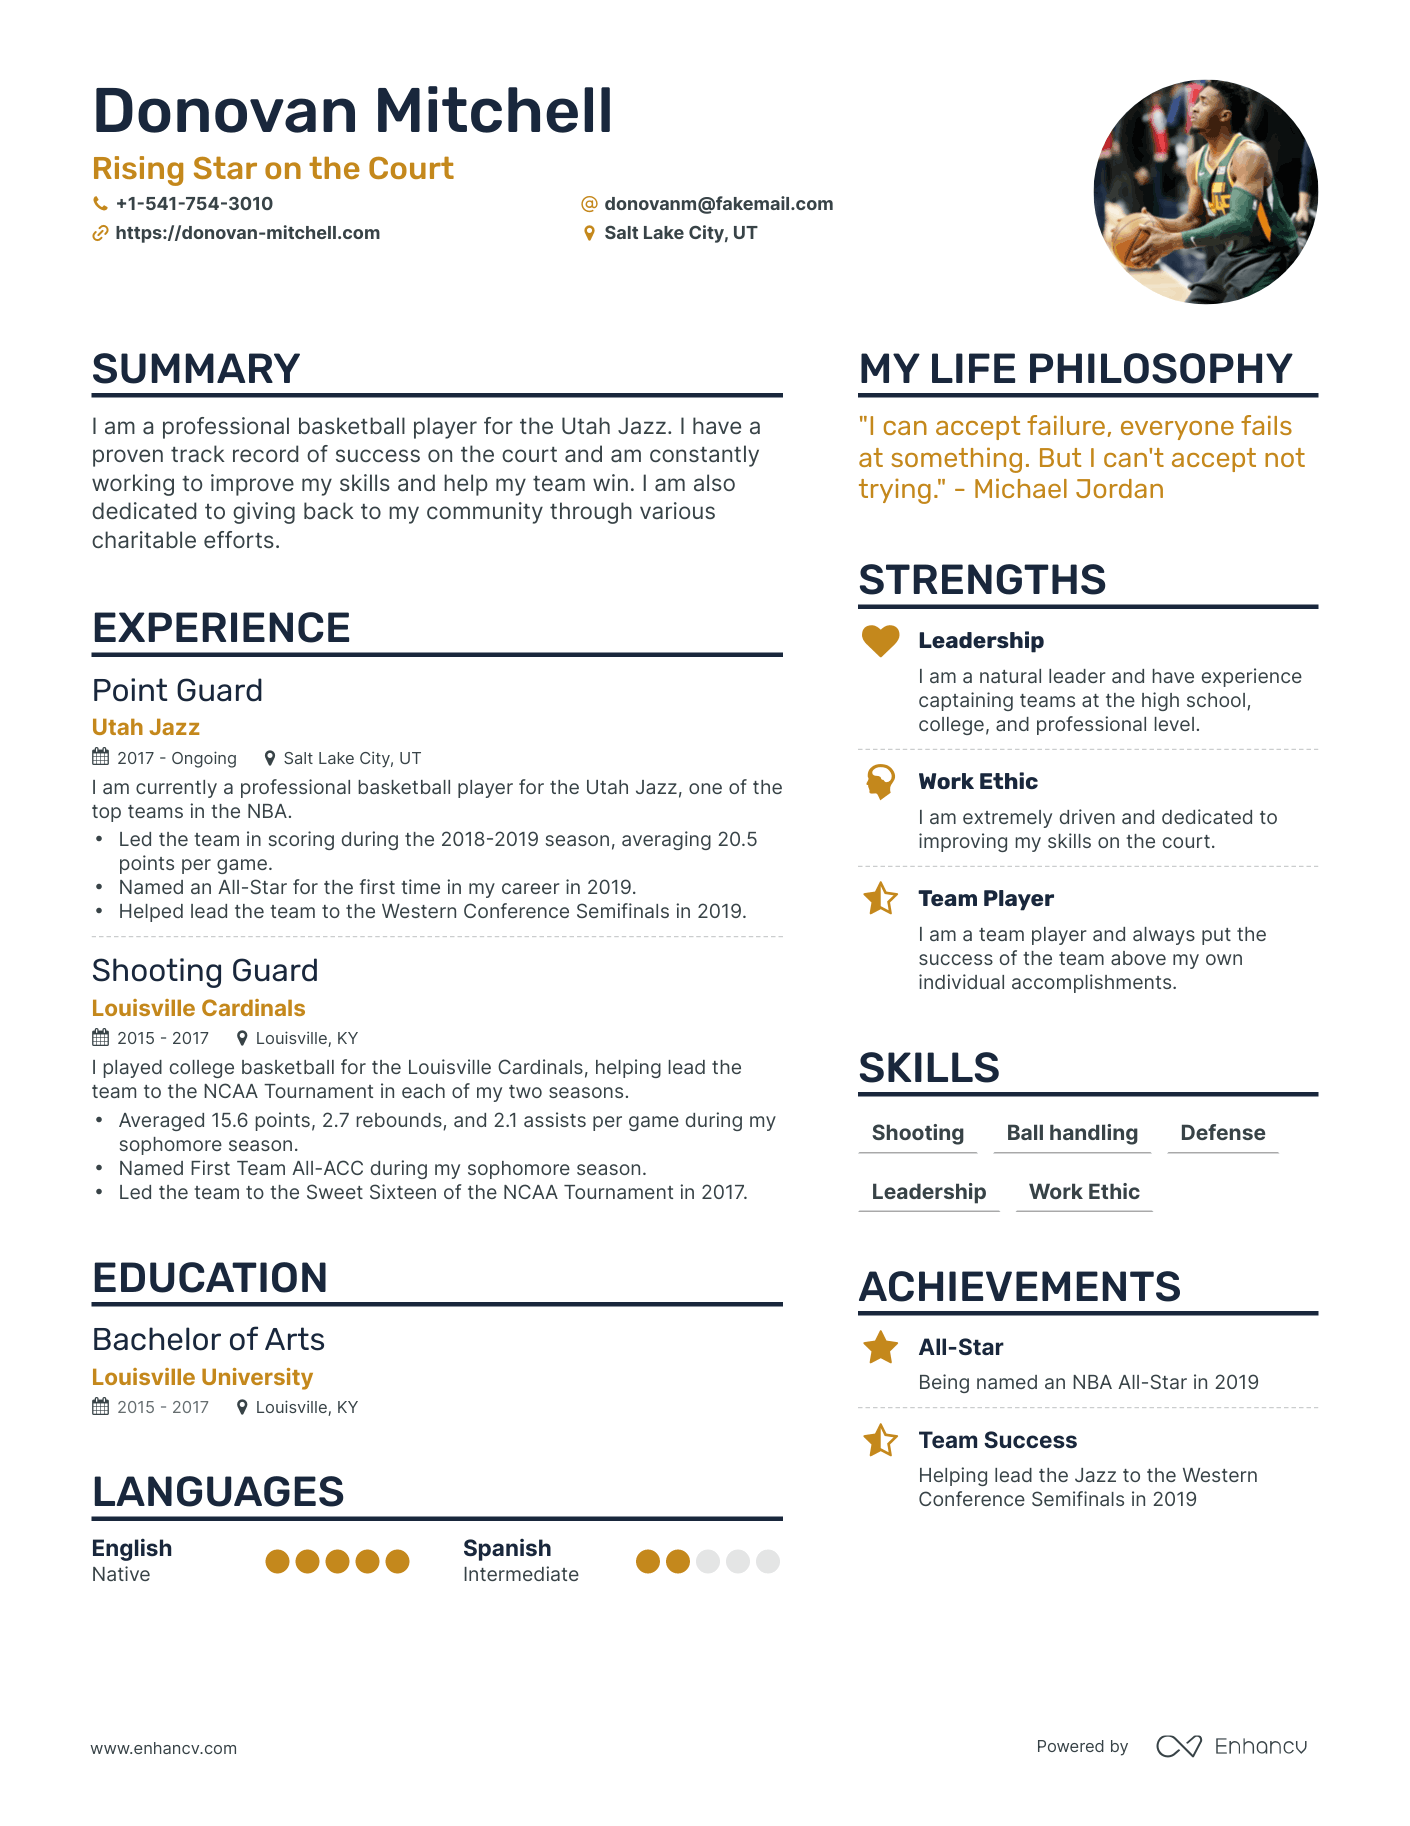 Donovan Mitchell
Rising Star on the Court
+1-541-754-3010
donovanm@fakemail.com
https://donovan-mitchell.com
Salt Lake City, UT
SUMMARY
I am a professional basketball player for the Utah Jazz. I have a
proven track record of success on the court and am constantly
working to improve my skills and help my team win. I am also
dedicated to giving back to my community through various
charitable efforts.
EXPERIENCE
Point Guard
Utah Jazz
2017 - Ongoing
Salt Lake City, UT
I am currently a professional basketball player for the Utah Jazz, one of the
top teams in the NBA.
• Led the team in scoring during the 2018-2019 season, averaging 20.5
points per game.
• Named an All-Star for the first time in my career in 2019.
• Helped lead the team to the Western Conference Semifinals in 2019.
Shooting Guard
Louisville Cardinals
2015 - 2017
Louisville, KY
I played college basketball for the Louisville Cardinals, helping lead the
team to the NCAA Tournament in each of my two seasons.
• Averaged 15.6 points, 2.7 rebounds, and 2.1 assists per game during my
sophomore season.
• Named First Team All-ACC during my sophomore season.
• Led the team to the Sweet Sixteen of the NCAA Tournament in 2017.
EDUCATION
Bachelor of Arts
Louisville University
2015 - 2017
Louisville, KY
LANGUAGES
English
Native
Spanish
Intermediate
MY LIFE PHILOSOPHY
"I can accept failure, everyone fails
at something. But I can't accept not
trying." - Michael Jordan
STRENGTHS
Leadership
I am a natural leader and have experience
captaining teams at the high school,
college, and professional level.
Work Ethic
I am extremely driven and dedicated to
improving my skills on the court.
Team Player
I am a team player and always put the
success of the team above my own
individual accomplishments.
SKILLS
Shooting
Ball handling
Defense
Leadership
Work Ethic
ACHIEVEMENTS
All-Star
Being named an NBA All-Star in 2019
Team Success
Helping lead the Jazz to the Western
Conference Semifinals in 2019
www.enhancv.com
Powered by
Enhancv